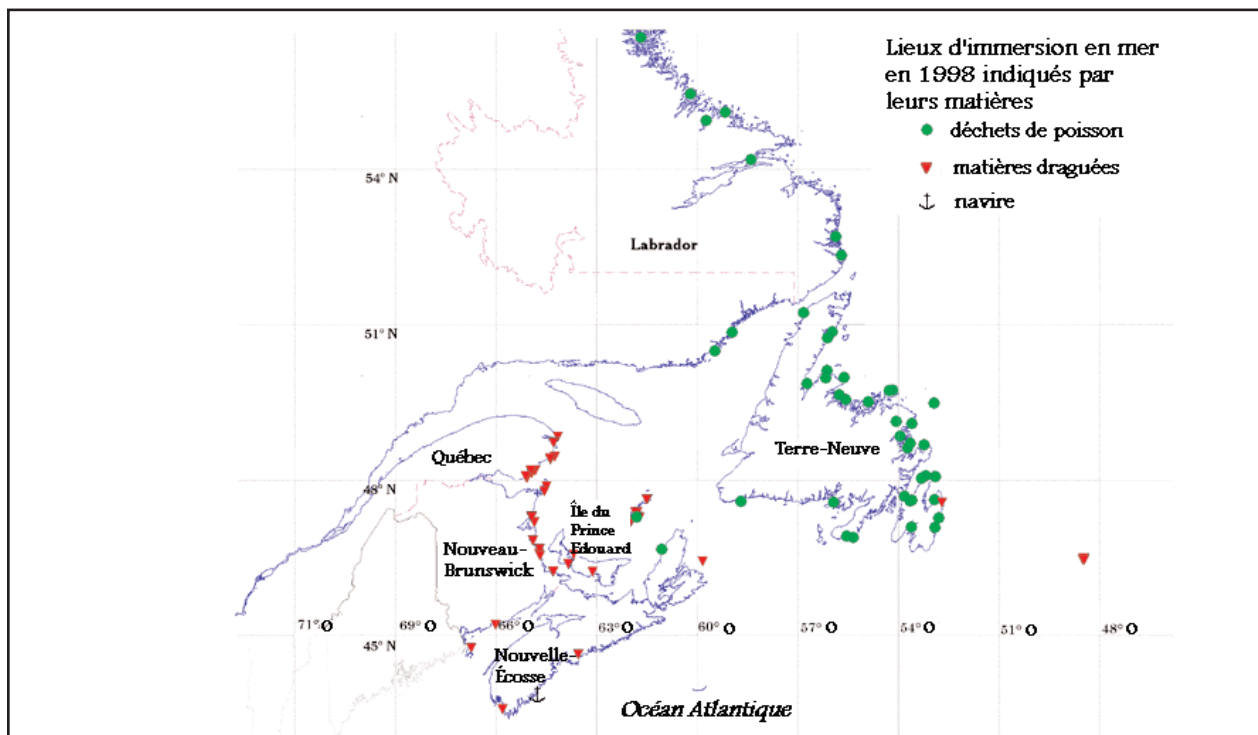 Lieux d'immersion en mer
en 1998 indiqués par
leurs matières
déchets de poisson
matières draguées
navire
54° N
Labrador
51° N
Québec
Terre-Neuve
48° N
Île du
Prince
Edouard
Nouveau-
Brunswick
71°O
69°O
66°O
63°O
60°O
57°O
54°O
51°O
48°O
45° N
Nouvelle-
Écosse
Océan Atlantique